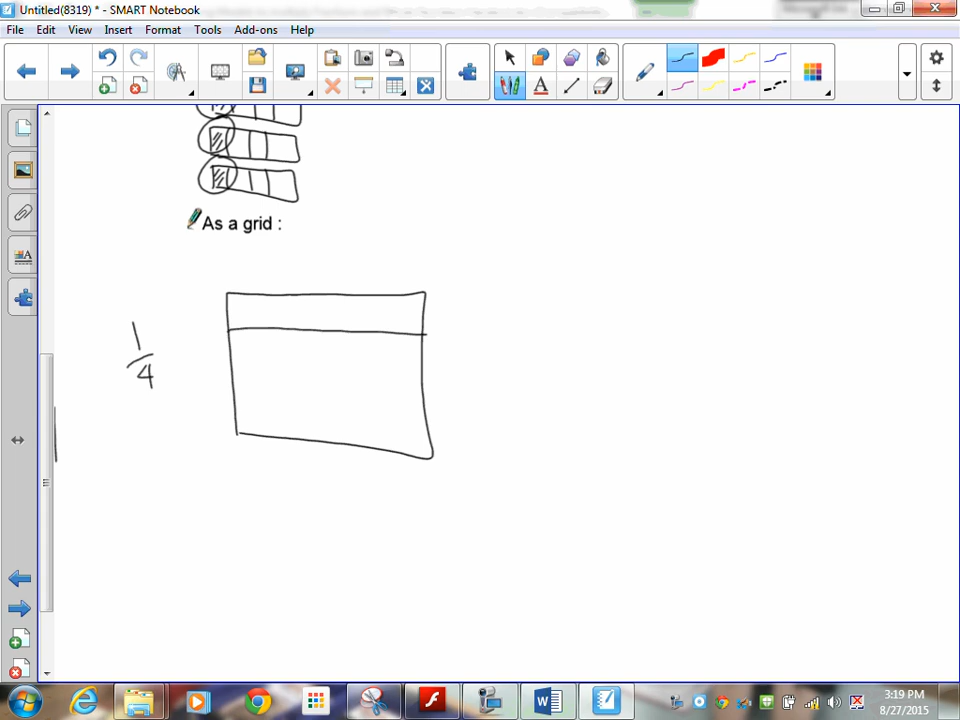 Untitled(8319) * - SMART Notebook
File Edit View Insert Format Tools Add-ons Help
As a grid :
1
4
3:19 PM
8/27/2015